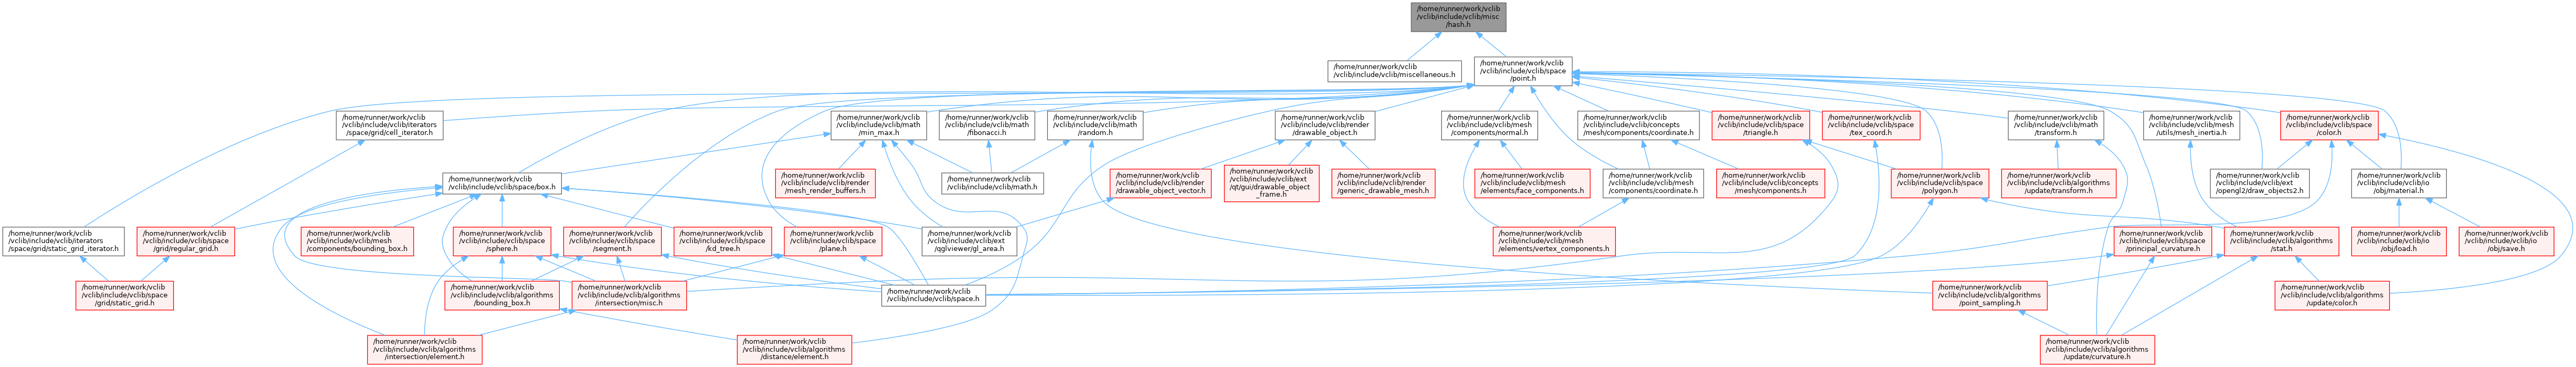 /home/runner/work/vclib
/vclib/include/vclib/misc
/hash.h
/home/runner/work/vclib
/vclib/include/vclib/miscellaneous.h
/home/runner/work/vclib
/vclib/include/vclib/space
/point.h
/home/runner/work/vclib
/vclib/include/vclib/iterators
/space/grid/cell_iterator.h
/home/runner/work/vclib
/vclib/include/vclib/math
/min_max.h
/home/runner/work/vclib
/vclib/include/vclib/math
/fibonacci.h
/home/runner/work/vclib
/vclib/include/vclib/math
/random.h
/home/runner/work/vclib
/vclib/include/vclib/render
/drawable_object.h
/home/runner/work/vclib
/vclib/include/vclib/mesh
/components/normal.h
/home/runner/work/vclib
/vclib/include/vclib/concepts
/mesh/components/coordinate.h
/home/runner/work/vclib
/vclib/include/vclib/space
/triangle.h
/home/runner/work/vclib
/vclib/include/vclib/space
/tex_coord.h
/home/runner/work/vclib
/vclib/include/vclib/math
/transform.h
/home/runner/work/vclib
/vclib/include/vclib/mesh
/utils/mesh_inertia.h
/home/runner/work/vclib
/vclib/include/vclib/space
/color.h
/home/runner/work/vclib
/vclib/include/vclib/space/box.h
/home/runner/work/vclib
/vclib/include/vclib/render
/mesh_render_buffers.h
/home/runner/work/vclib
/vclib/include/vclib/math.h
/home/runner/work/vclib
/vclib/include/vclib/render
/drawable_object_vector.h
/home/runner/work/vclib
/vclib/include/vclib/ext
/qt/gui/drawable_object
_frame.h
/home/runner/work/vclib
/vclib/include/vclib/render
/generic_drawable_mesh.h
/home/runner/work/vclib
/vclib/include/vclib/mesh
/elements/face_components.h
/home/runner/work/vclib
/vclib/include/vclib/mesh
/components/coordinate.h
/home/runner/work/vclib
/vclib/include/vclib/concepts
/mesh/components.h
/home/runner/work/vclib
/vclib/include/vclib/space
/polygon.h
/home/runner/work/vclib
/vclib/include/vclib/algorithms
/update/transform.h
/home/runner/work/vclib
/vclib/include/vclib/ext
/opengl2/draw_objects2.h
/home/runner/work/vclib
/vclib/include/vclib/io
/obj/material.h
/home/runner/work/vclib
/vclib/include/vclib/iterators
/space/grid/static_grid_iterator.h
/home/runner/work/vclib
/vclib/include/vclib/space
/grid/regular_grid.h
/home/runner/work/vclib
/vclib/include/vclib/mesh
/components/bounding_box.h
/home/runner/work/vclib
/vclib/include/vclib/space
/sphere.h
/home/runner/work/vclib
/vclib/include/vclib/space
/segment.h
/home/runner/work/vclib
/vclib/include/vclib/space
/kd_tree.h
/home/runner/work/vclib
/vclib/include/vclib/space
/plane.h
/home/runner/work/vclib
/vclib/include/vclib/ext
/qglviewer/gl_area.h
/home/runner/work/vclib
/vclib/include/vclib/mesh
/elements/vertex_components.h
/home/runner/work/vclib
/vclib/include/vclib/space
/principal_curvature.h
/home/runner/work/vclib
/vclib/include/vclib/algorithms
/stat.h
/home/runner/work/vclib
/vclib/include/vclib/io
/obj/load.h
/home/runner/work/vclib
/vclib/include/vclib/io
/obj/save.h
/home/runner/work/vclib
/vclib/include/vclib/space
/grid/static_grid.h
/home/runner/work/vclib
/vclib/include/vclib/algorithms
/bounding_box.h
/home/runner/work/vclib
/vclib/include/vclib/algorithms
/intersection/misc.h
/home/runner/work/vclib
/vclib/include/vclib/space.h
/home/runner/work/vclib
/vclib/include/vclib/algorithms
/point_sampling.h
/home/runner/work/vclib
/vclib/include/vclib/algorithms
/update/color.h
/home/runner/work/vclib
/vclib/include/vclib/algorithms
/intersection/element.h
/home/runner/work/vclib
/vclib/include/vclib/algorithms
/distance/element.h
/home/runner/work/vclib
/vclib/include/vclib/algorithms
/update/curvature.h